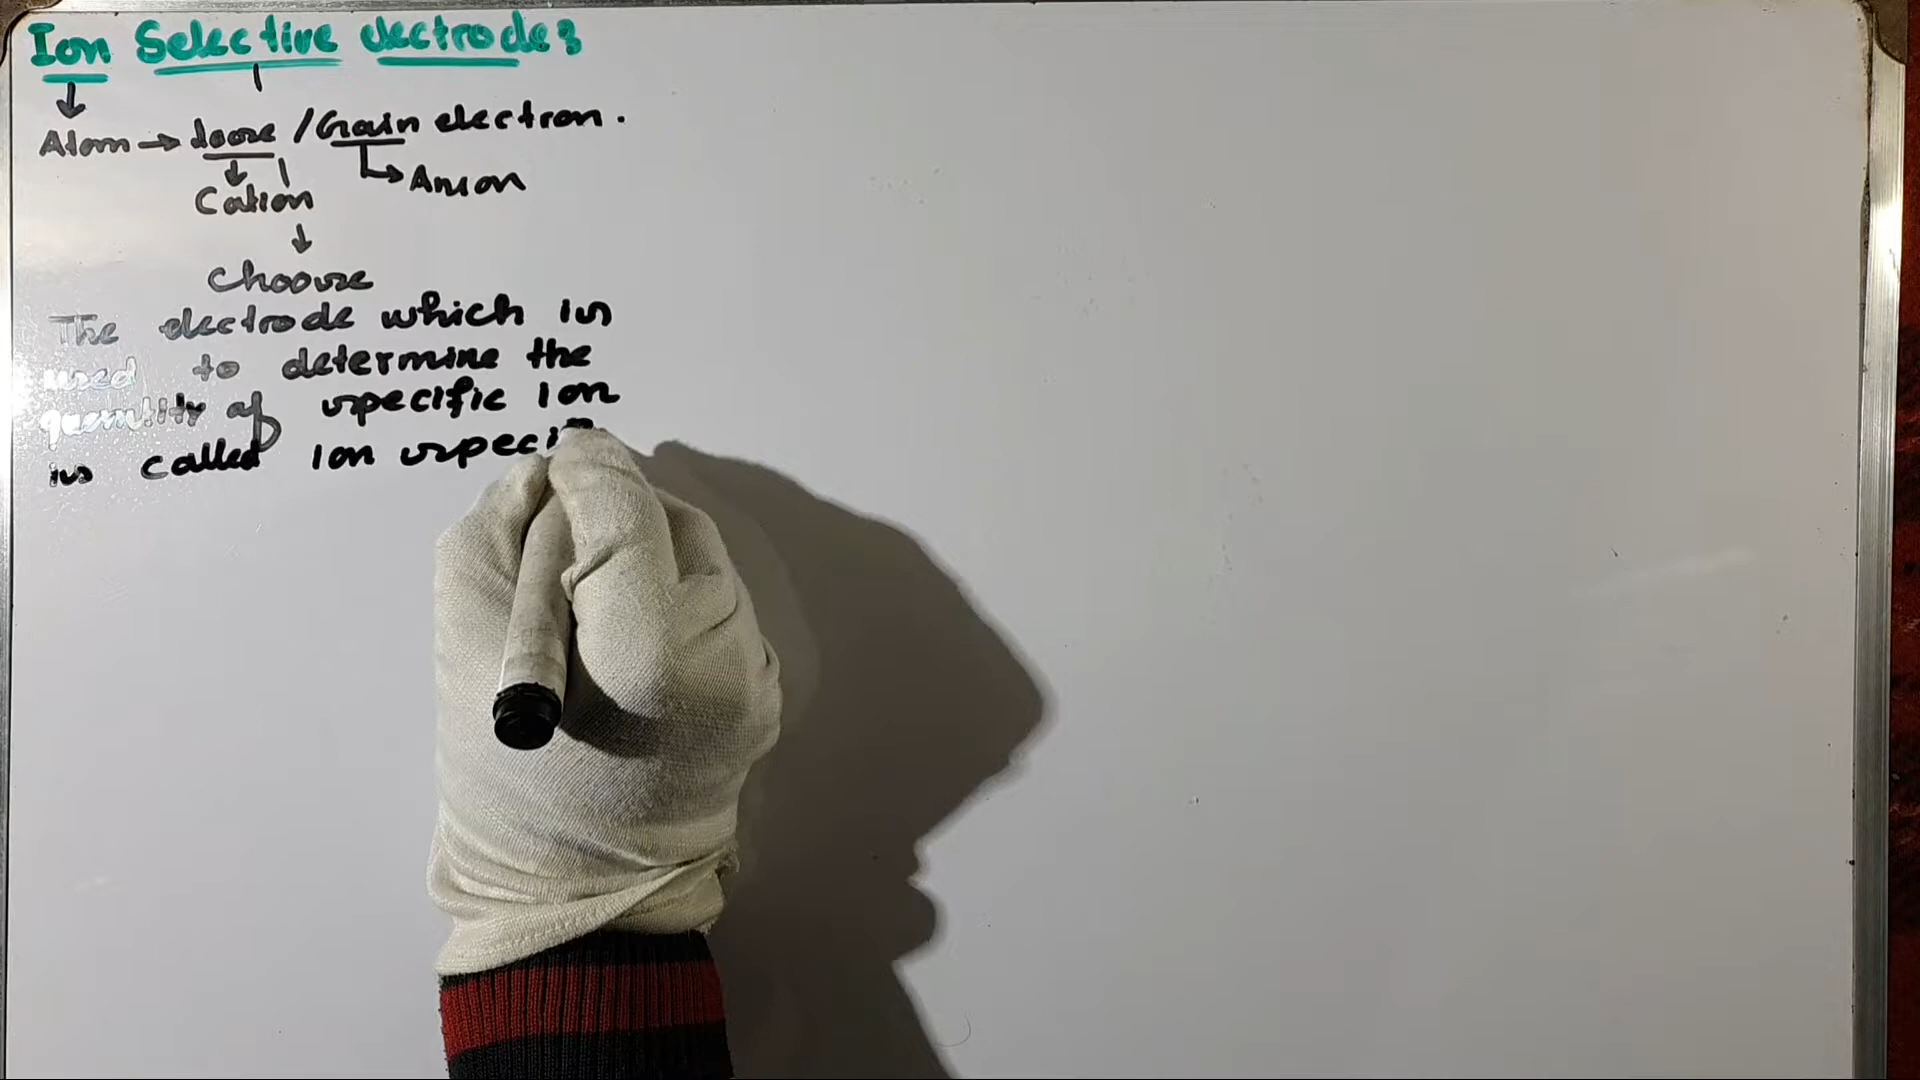 Ion Selective electrodes
Atom → loose / Gain electron.
Cation
Anion
Choose
The electrode which is
used to determine the
quantity of specific Ion
is called Ion speci